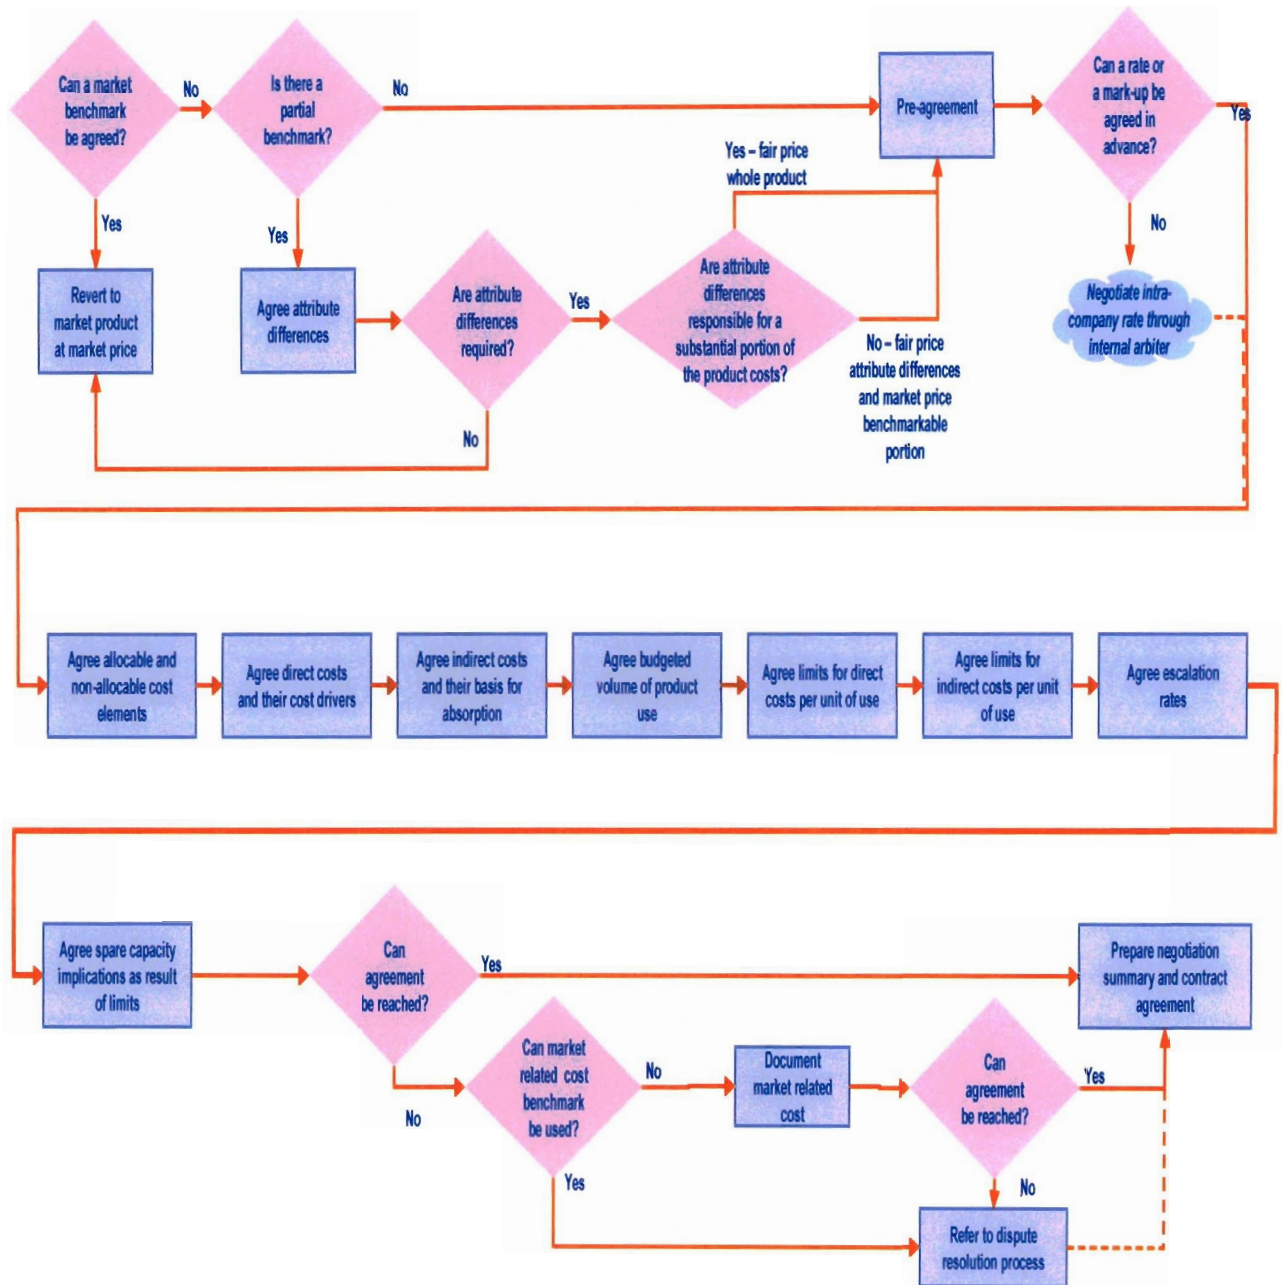 Can a market
benchmark
be agreed?
No
Is there a
partial
benchmark?
No
Pre-agreement
Can a rate or
a mark-up be
agreed in
advance?
Yes
Yes
Yes
Yes – fair price
whole product
No
Revert to
market product
at market price
Agree attribute
differences
Are attribute
differences
required?
Yes
Are attribute
differences
responsible for a
substantial portion of
the product costs?
No – fair price
attribute differences
and market price
benchmarkable
portion
Negotiate intra-
company rate through
internal arbiter
No
Agree allocable and
non-allocable cost
elements
Agree direct costs
and their cost drivers
Agree indirect costs
and their basis for
absorption
Agree budgeted
volume of product
use
Agree limits for direct
costs per unit of use
Agree limits for
indirect costs per unit
of use
Agree escalation
rates
Agree spare capacity
implications as result
of limits
Can
agreement
be reached?
Yes
Prepare negotiation
summary and contract
agreement
No
Can market
related cost
benchmark
be used?
No
Document
market related
cost
Can
agreement
be reached?
Yes
Yes
No
Refer to dispute
resolution process